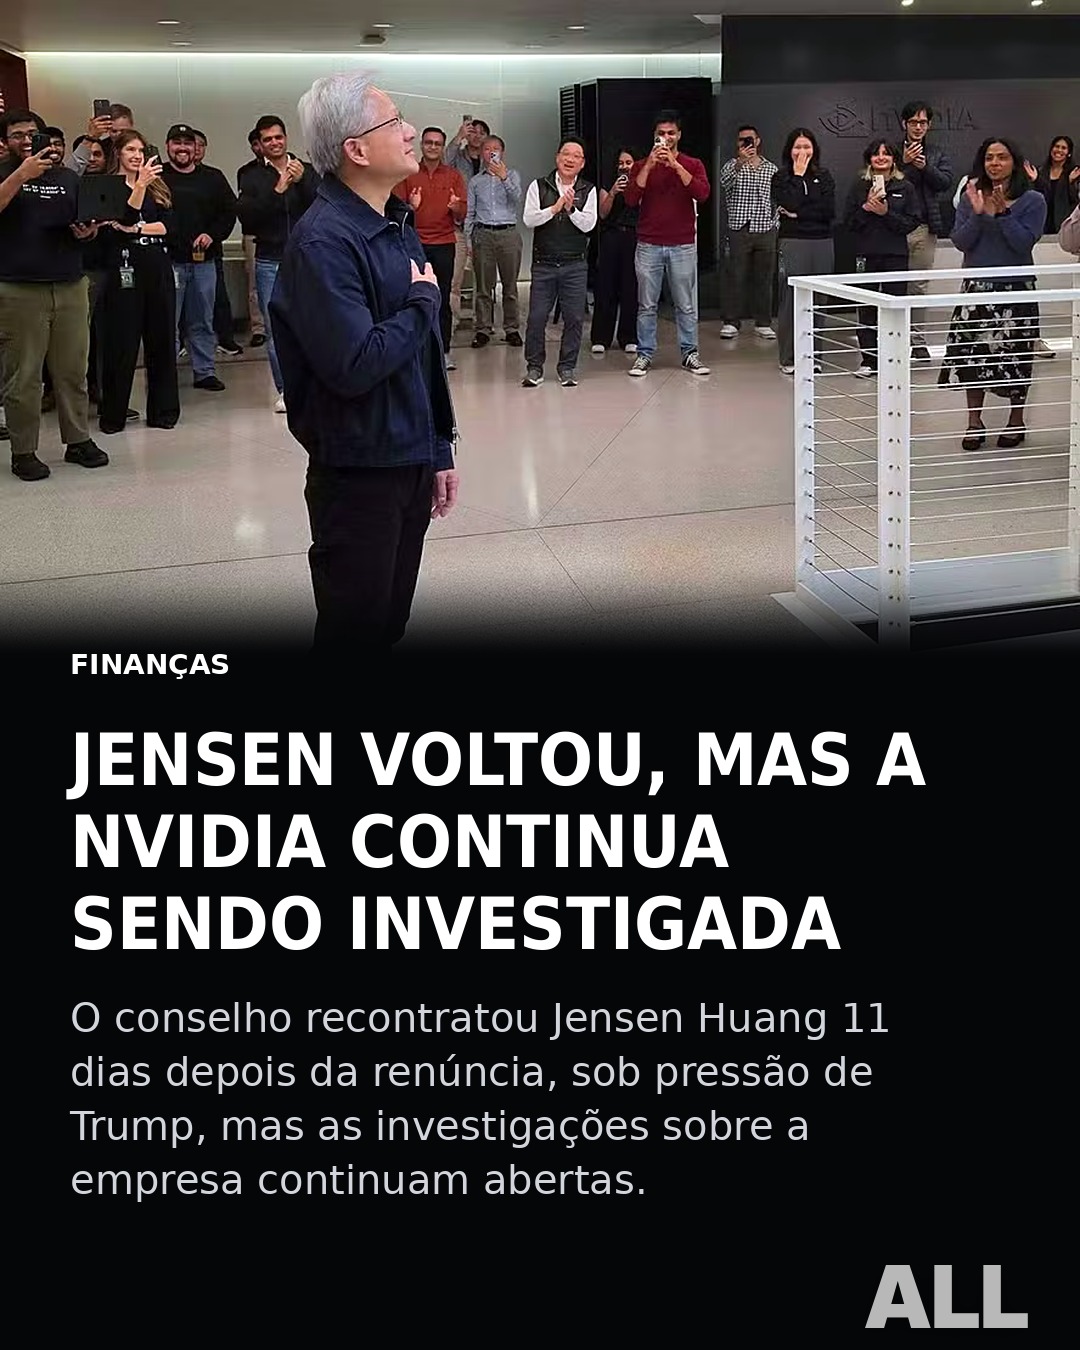 NVIDIA
FINANÇAS
JENSEN VOLTOU, MAS A
NVIDIA CONTINUA
SENDO INVESTIGADA
O conselho recontratou Jensen Huang 11
dias depois da renúncia, sob pressão de
Trump, mas as investigações sobre a
empresa continuam abertas.
ALL